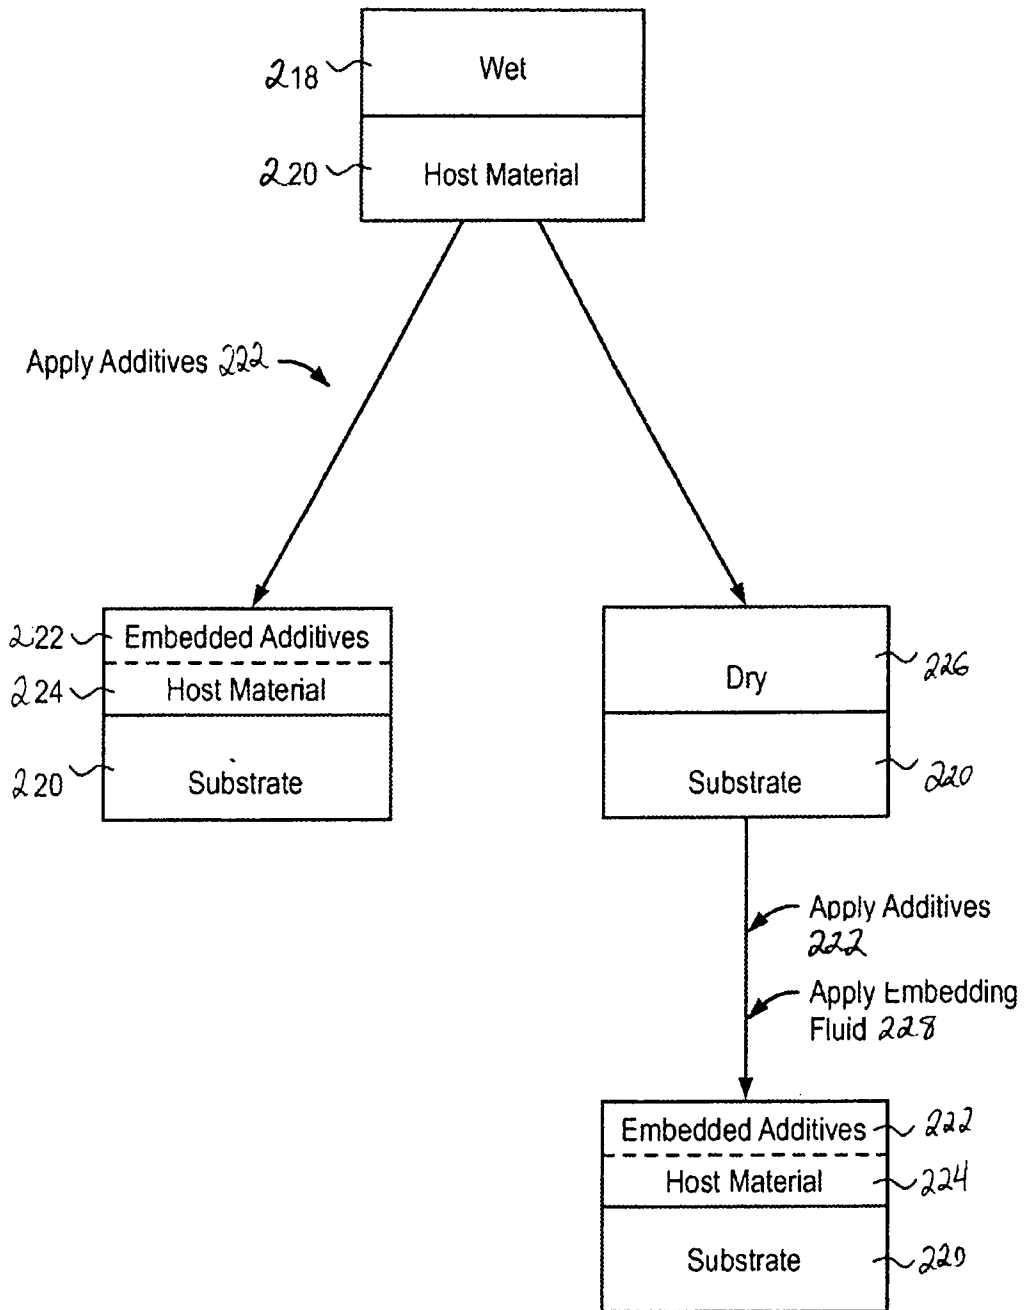 218 Wet
220 Host Material
Apply Additives 222
222 Embedded Additives
224 Host Material
220 Substrate
Dry 226
Substrate 220
Apply Additives
222
Apply Embedding
Fluid 228
Embedded Additives 222
Host Material 224
Substrate 220